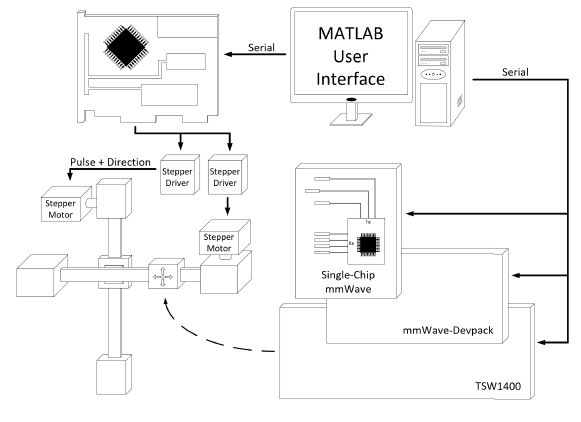 MATLAB
User
Interface
Serial
Serial
Pulse + Direction
Stepper
Driver
Stepper
Driver
Stepper
Motor
Stepper
Motor
Tx
Rx
Single-Chip
mmWave
mmWave-Devpack
TSW1400